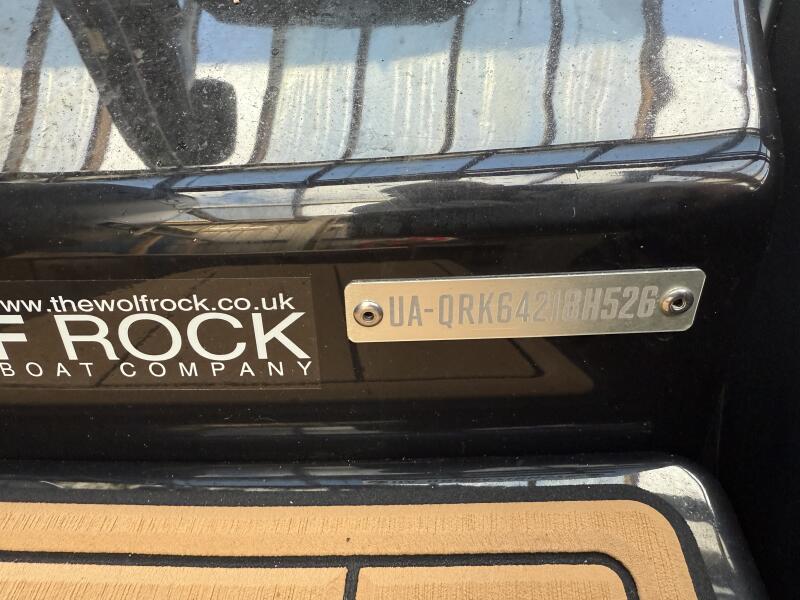 www.thewolfrock.co.uk
F ROCK
BOAT COMPANY
UA-QRK64218H526